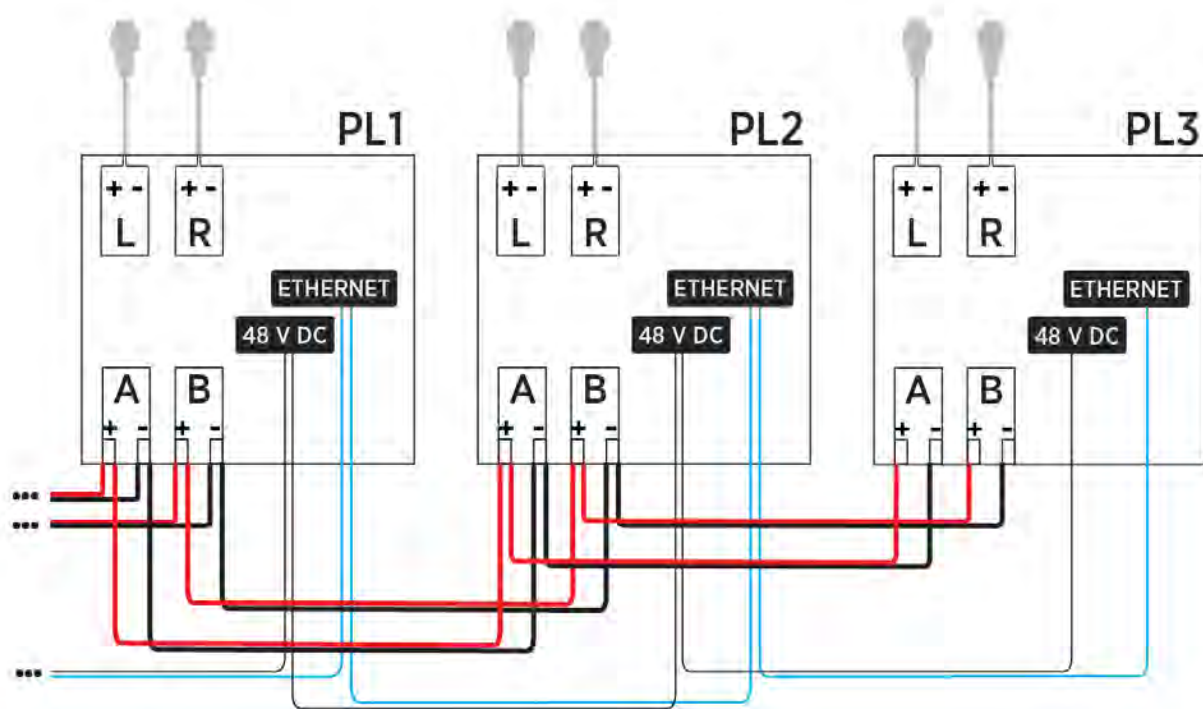 PL1 PL2 PL3
+ - + - + - + - + - + -
L R L R L R
ETHERNET ETHERNET ETHERNET
48 V DC 48 V DC 48 V DC
A B A B A B
+ - + - + - + - + - + -
...
...
...